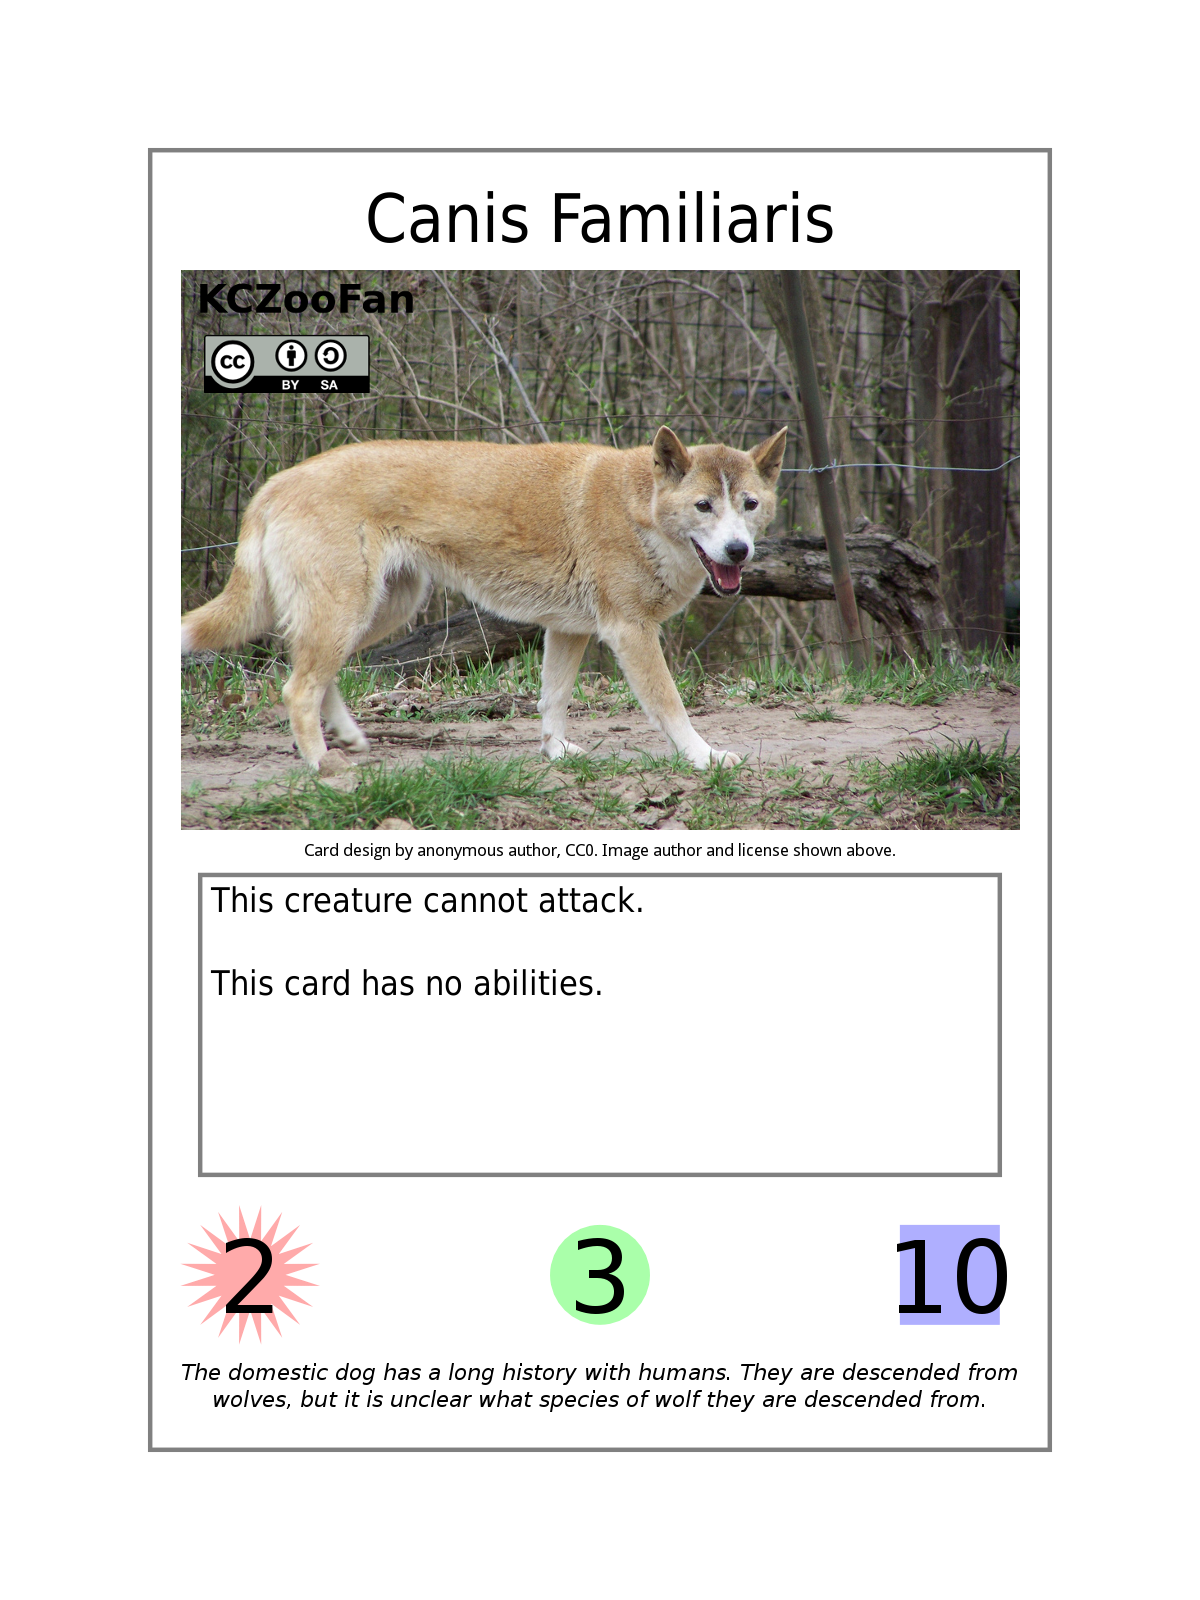 Canis Familiaris
KCZooFan
CC
BY SA
Card design by anonymous author, CC0. Image author and license shown above.
This creature cannot attack.
This card has no abilities.
2 3 10
The domestic dog has a long history with humans. They are descended from
wolves, but it is unclear what species of wolf they are descended from.